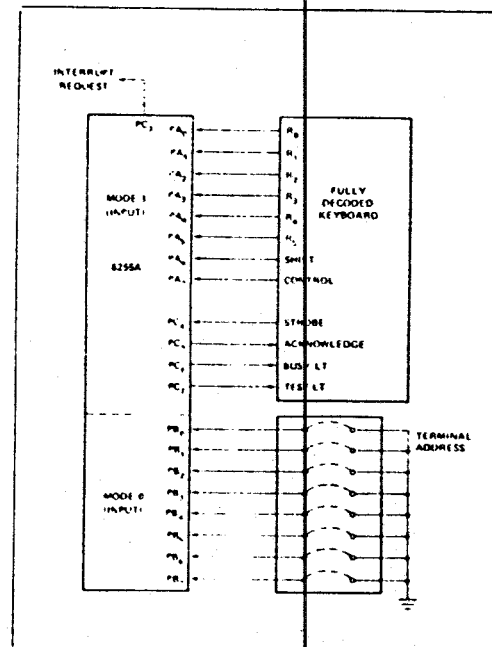 INTERRUPT
REQUEST
PC3 PA0 R0
PA1 R1
PA2 R2
MODE 1
(INPUT)
PA3 R3
FULLY
DECODED
KEYBOARD
PA4 R4
PA5 R5
8255A
PA6 SHIFT
PA7 CONTROL
PC4 STROBE
PC5 ACKNOWLEDGE
PC6 BUSY LT
PC7 TEST LT
PB0
TERMINAL
ADDRESS
PB1
PB2
MODE 0
(INPUT)
PB3
PB4
PB5
PB6
PB7